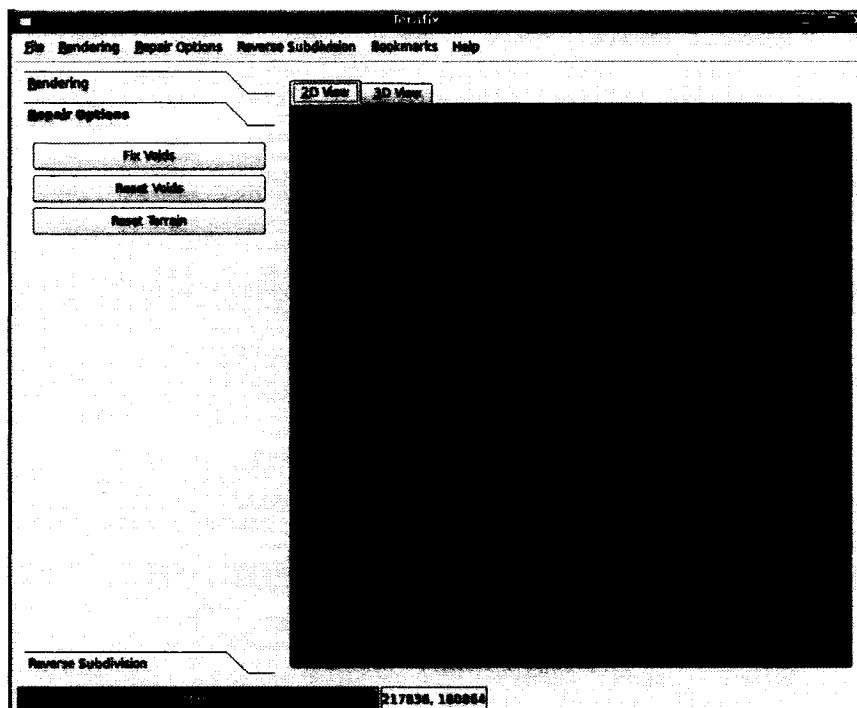 Terafix
File Rendering Repair Options Reverse Subdivision Bookmarks Help
Rendering
2D View 3D View
Repair Options
Fix Voids
Reset Voids
Reset Terrain
Reverse Subdivision
217836, 180864